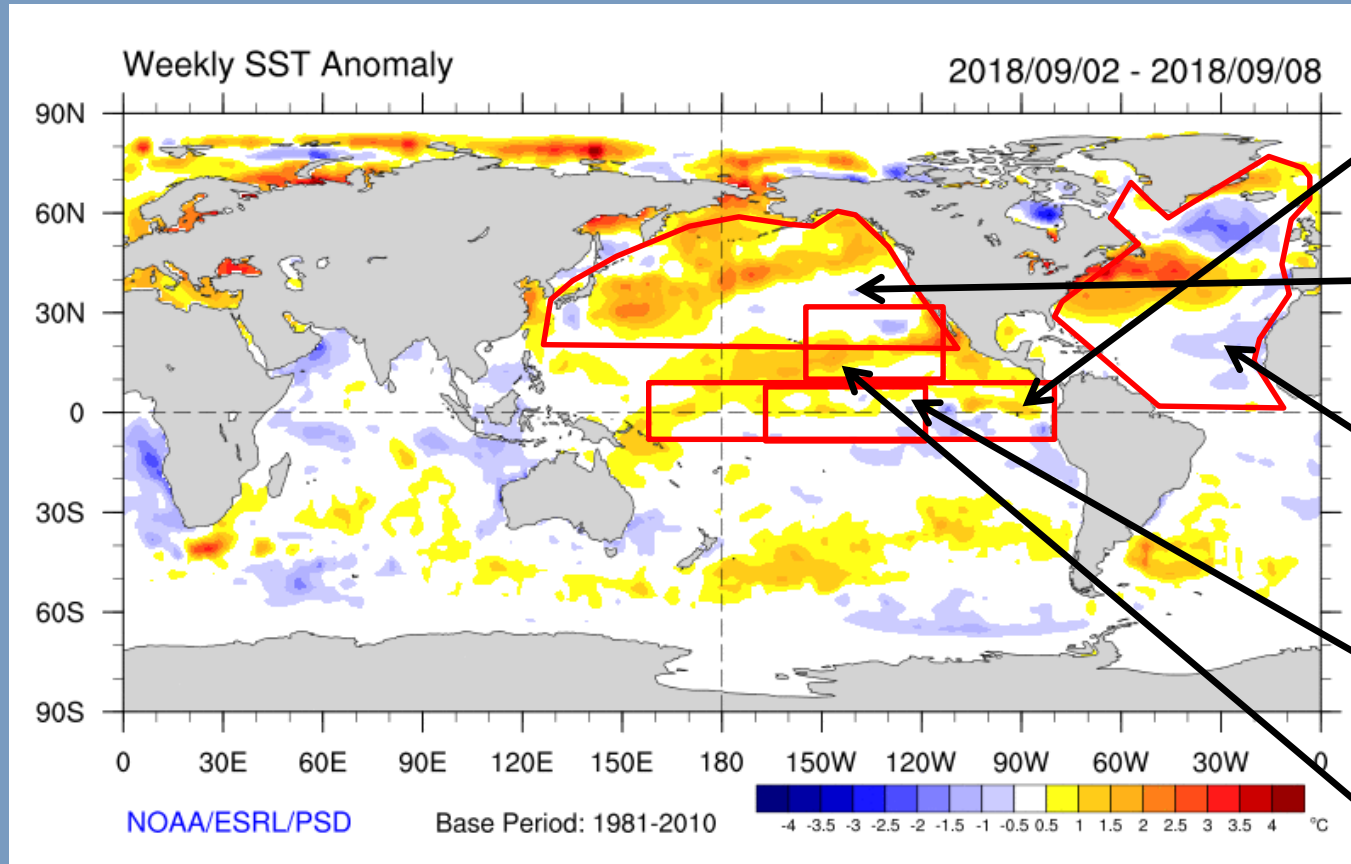 Weekly SST Anomaly
2018/09/02 - 2018/09/08
90N
60N
30N
0
30S
60S
90S
0 30E 60E 90E 120E 150E 180 150W 120W 90W 60W 30W 0
NOAA/ESRL/PSD
Base Period: 1981-2010
-4 -3.5 -3 -2.5 -2 -1.5 -1 -0.5 0.5 1 1.5 2 2.5 3 3.5 4 °C